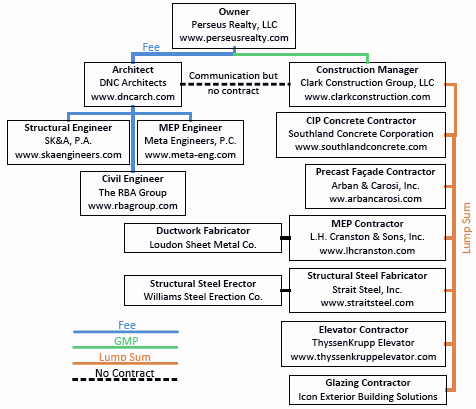 Owner
Perseus Realty, LLC
www.perseusrealty.com
Fee
Architect
DNC Architects
www.dncarch.com
Communication but
no contract
Construction Manager
Clark Construction Group, LLC
www.clarkconstruction.com
Structural Engineer
SK&A, P.A.
www.skaengineers.com
MEP Engineer
Meta Engineers, P.C.
www.meta-eng.com
CIP Concrete Contractor
Southland Concrete Corporation
www.southlandconcrete.com
Civil Engineer
The RBA Group
www.rbagroup.com
Precast Façade Contractor
Arban & Carosi, Inc.
www.arbancarosi.com
Lump Sum
Ductwork Fabricator
Loudon Sheet Metal Co.
MEP Contractor
L.H. Cranston & Sons, Inc.
www.lhcranston.com
Structural Steel Erector
Williams Steel Erection Co.
Structural Steel Fabricator
Strait Steel, Inc.
www.straitsteel.com
Elevator Contractor
ThyssenKrupp Elevator
www.thyssenkruppelevator.com
Glazing Contractor
Icon Exterior Building Solutions
Fee
GMP
Lump Sum
No Contract